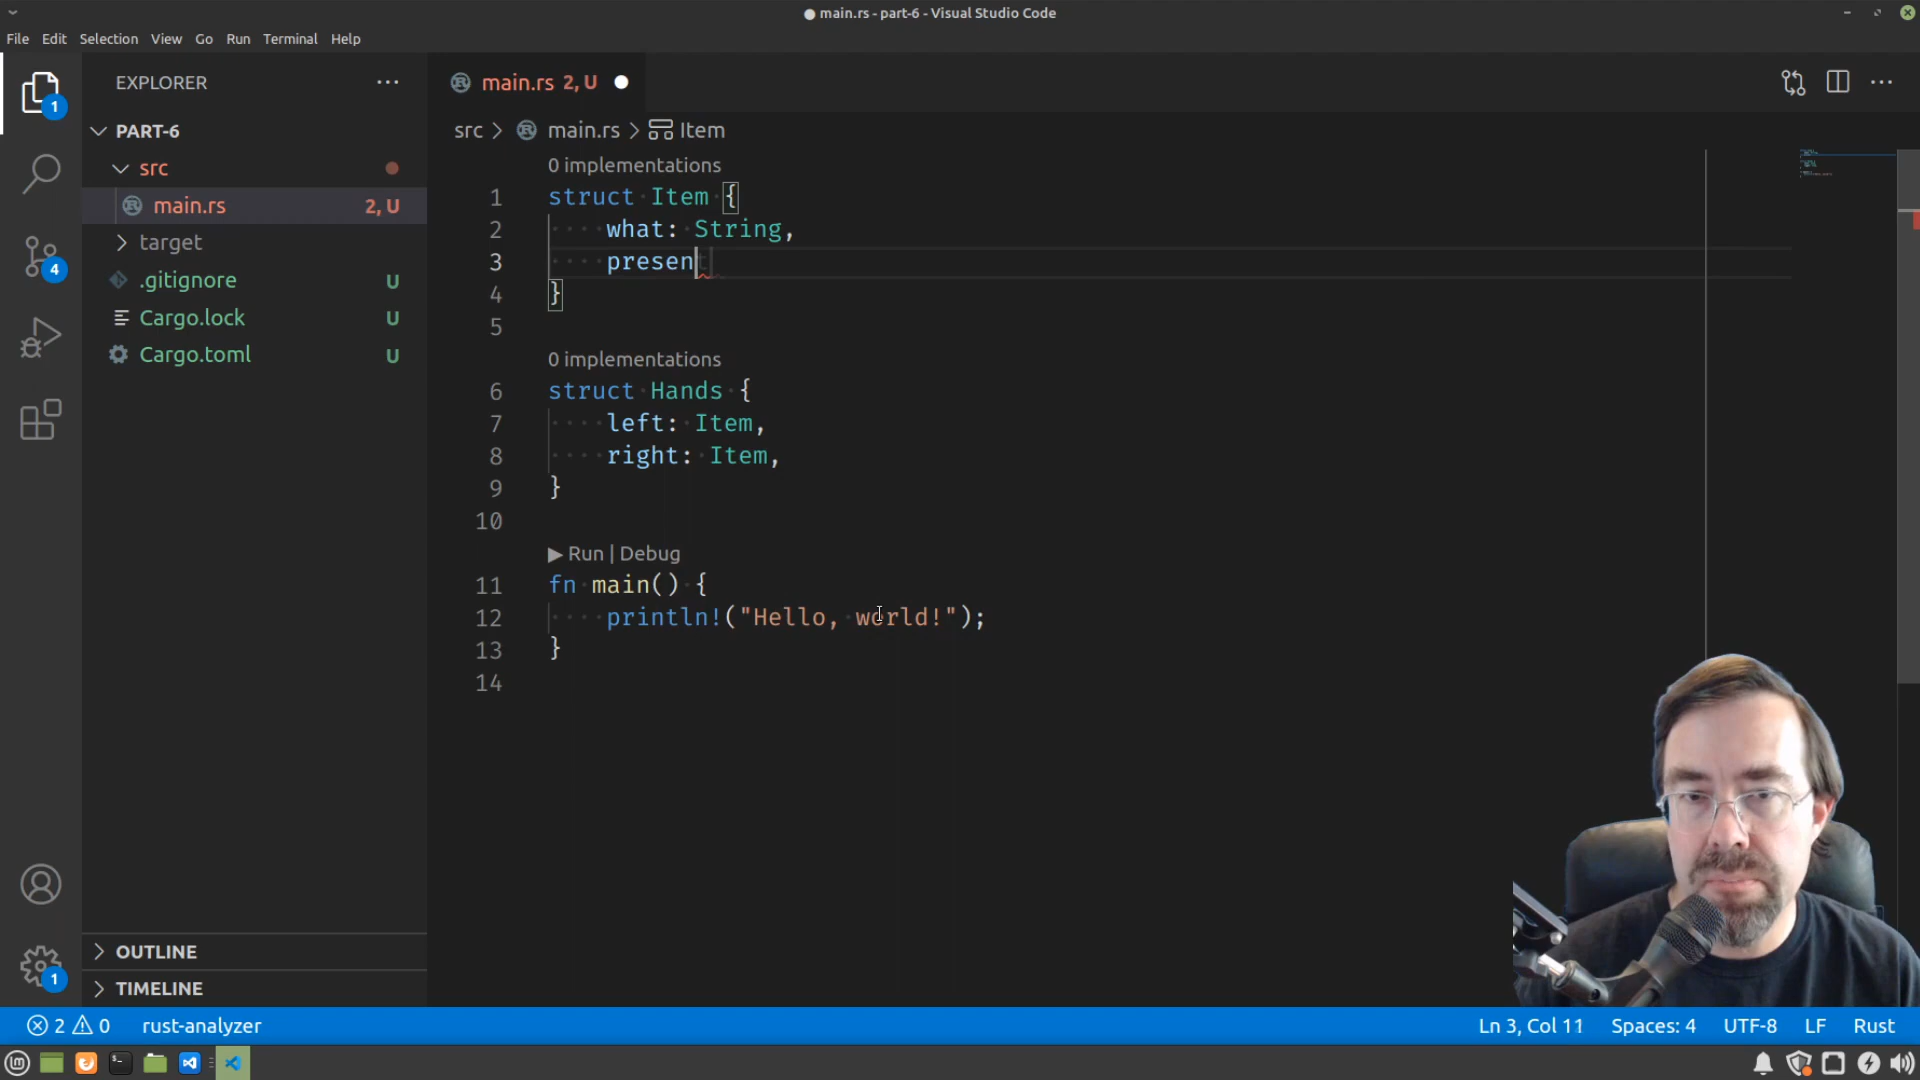 main.rs - part-6 - Visual Studio Code
File Edit Selection View Go Run Terminal Help
EXPLORER
main.rs 2, U
PART-6
src > main.rs > Item
src
main.rs 2, U
target
.gitignore U
Cargo.lock U
Cargo.toml U
1
4
0 implementations
1 struct Item {
2 what: String,
3 present
4 }
5
0 implementations
6 struct Hands {
7 left: Item,
8 right: Item,
9 }
10
Run | Debug
11 fn main() {
12 println!("Hello, world!");
13 }
14
1
OUTLINE
TIMELINE
2 0 rust-analyzer Ln 3, Col 11 Spaces: 4 UTF-8 LF Rust